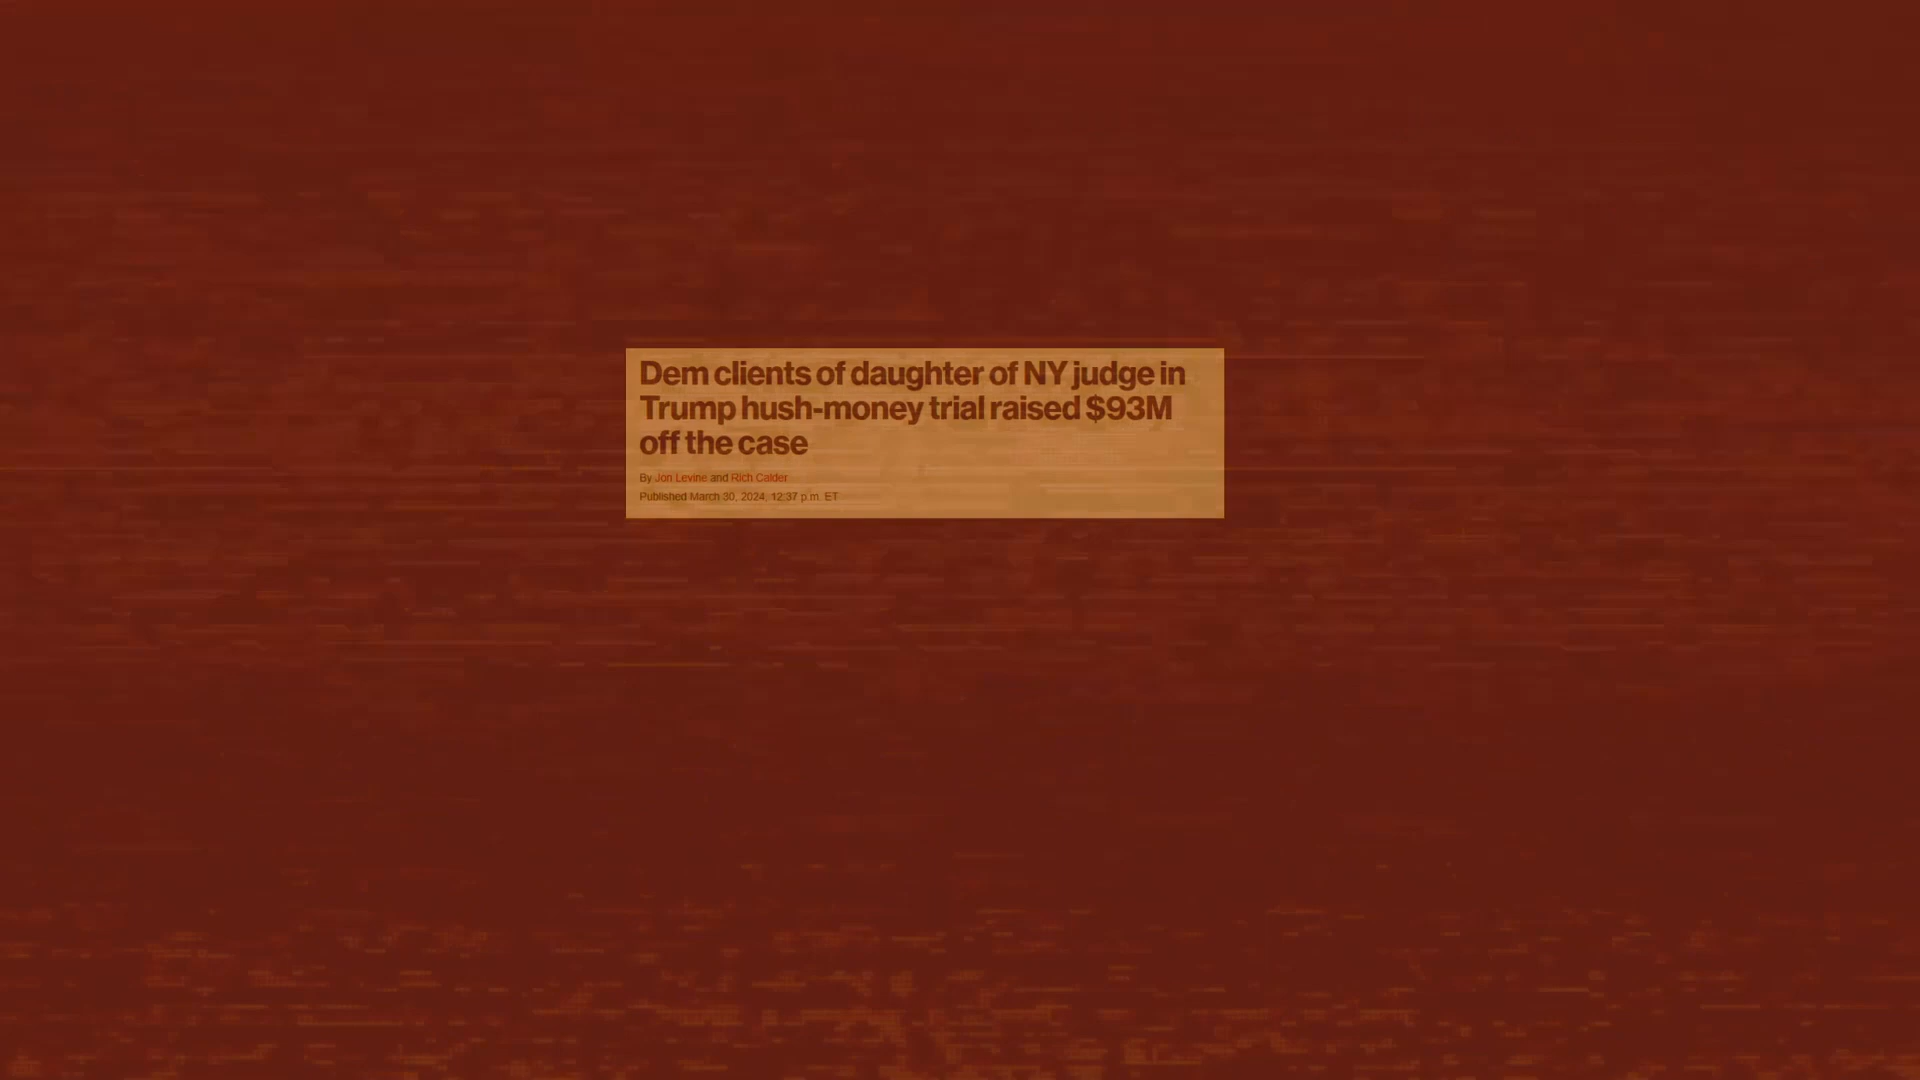 Dem clients of daughter of NY judge in
Trump hush-money trial raised $93M
off the case
By Jon Levine and Rich Calder
Published March 30, 2024, 12:37 p.m. ET